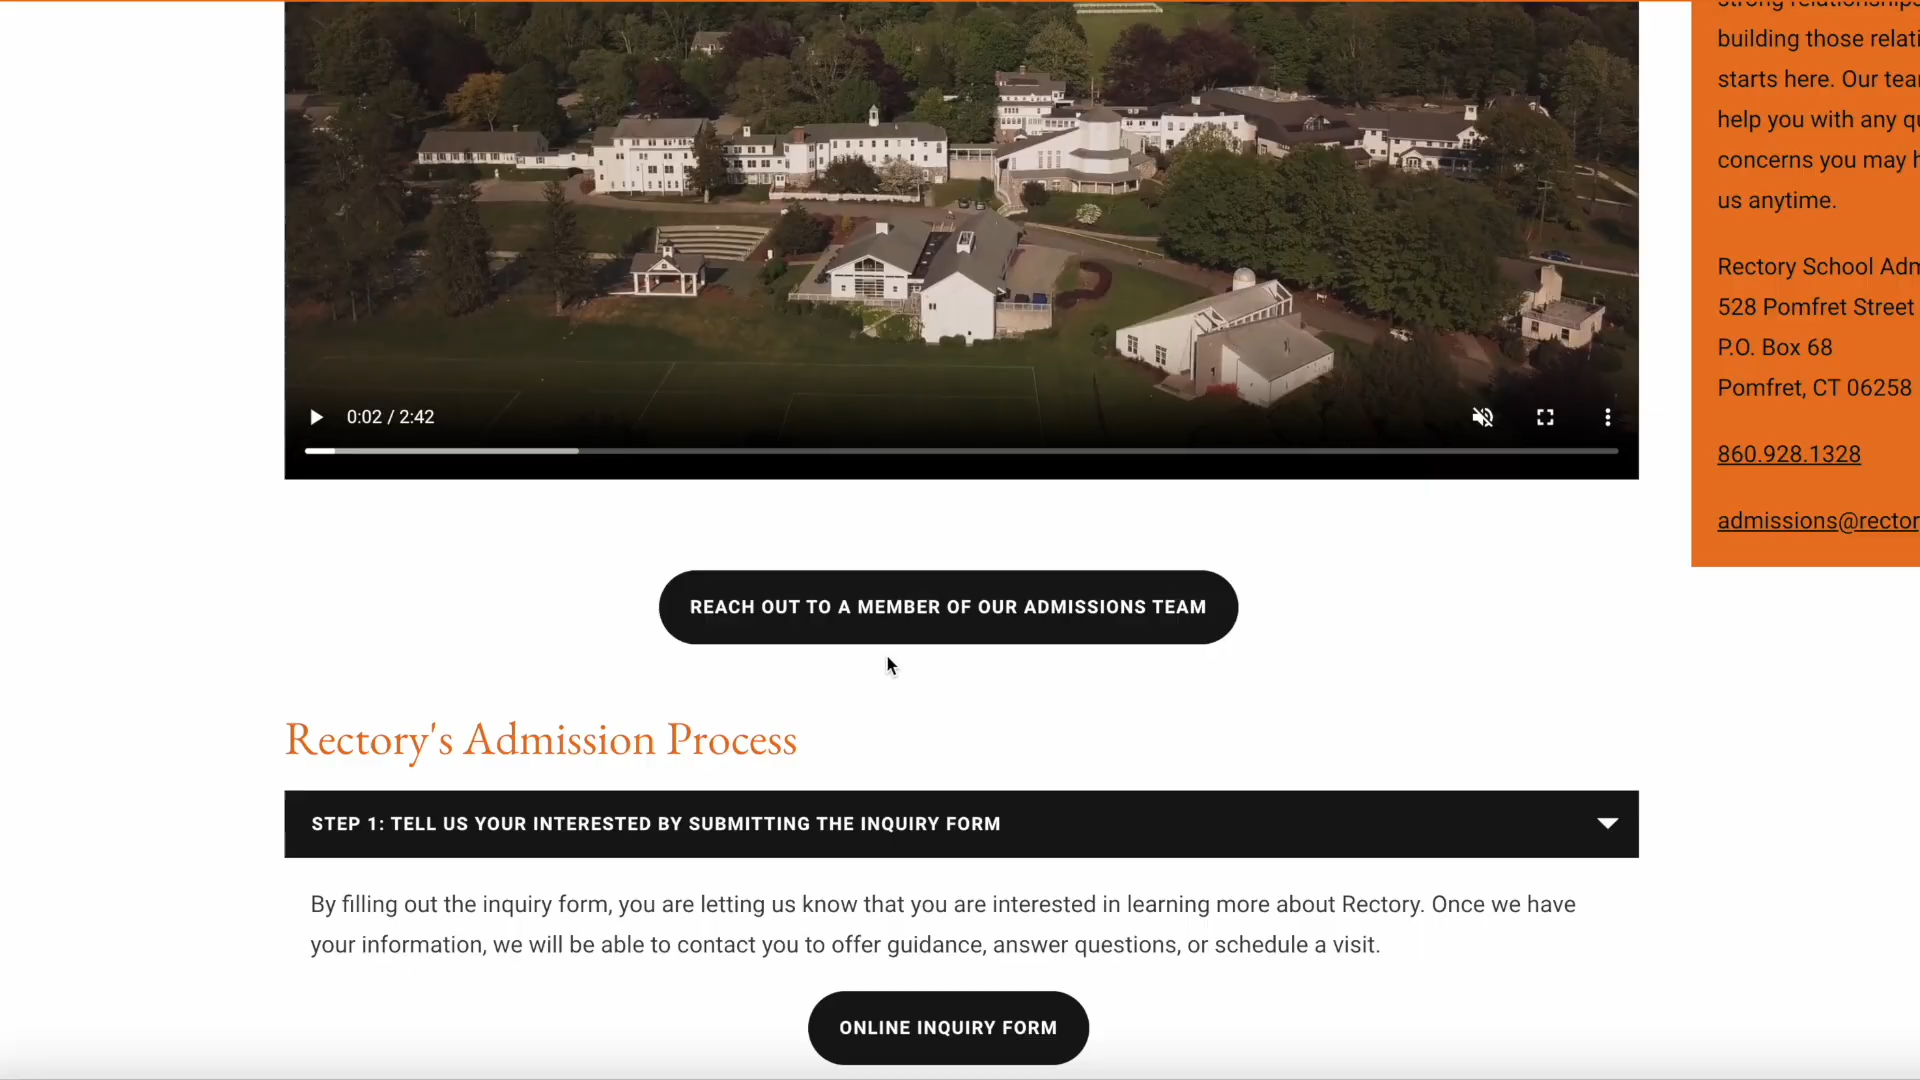 building those
starts here. Our
help you with any
concerns you may
us anytime.
Rectory School
528 Pomfret Street
P.O. Box 68
Pomfret, CT 06258
860.928.1328
0:02 / 2:42
REACH OUT TO A MEMBER OF OUR ADMISSIONS TEAM
Rectory's Admission Process
STEP 1: TELL US YOUR INTERESTED BY SUBMITTING THE INQUIRY FORM
By filling out the inquiry form, you are letting us know that you are interested in learning more about Rectory. Once we have
your information, we will be able to contact you to offer guidance, answer questions, or schedule a visit.
ONLINE INQUIRY FORM